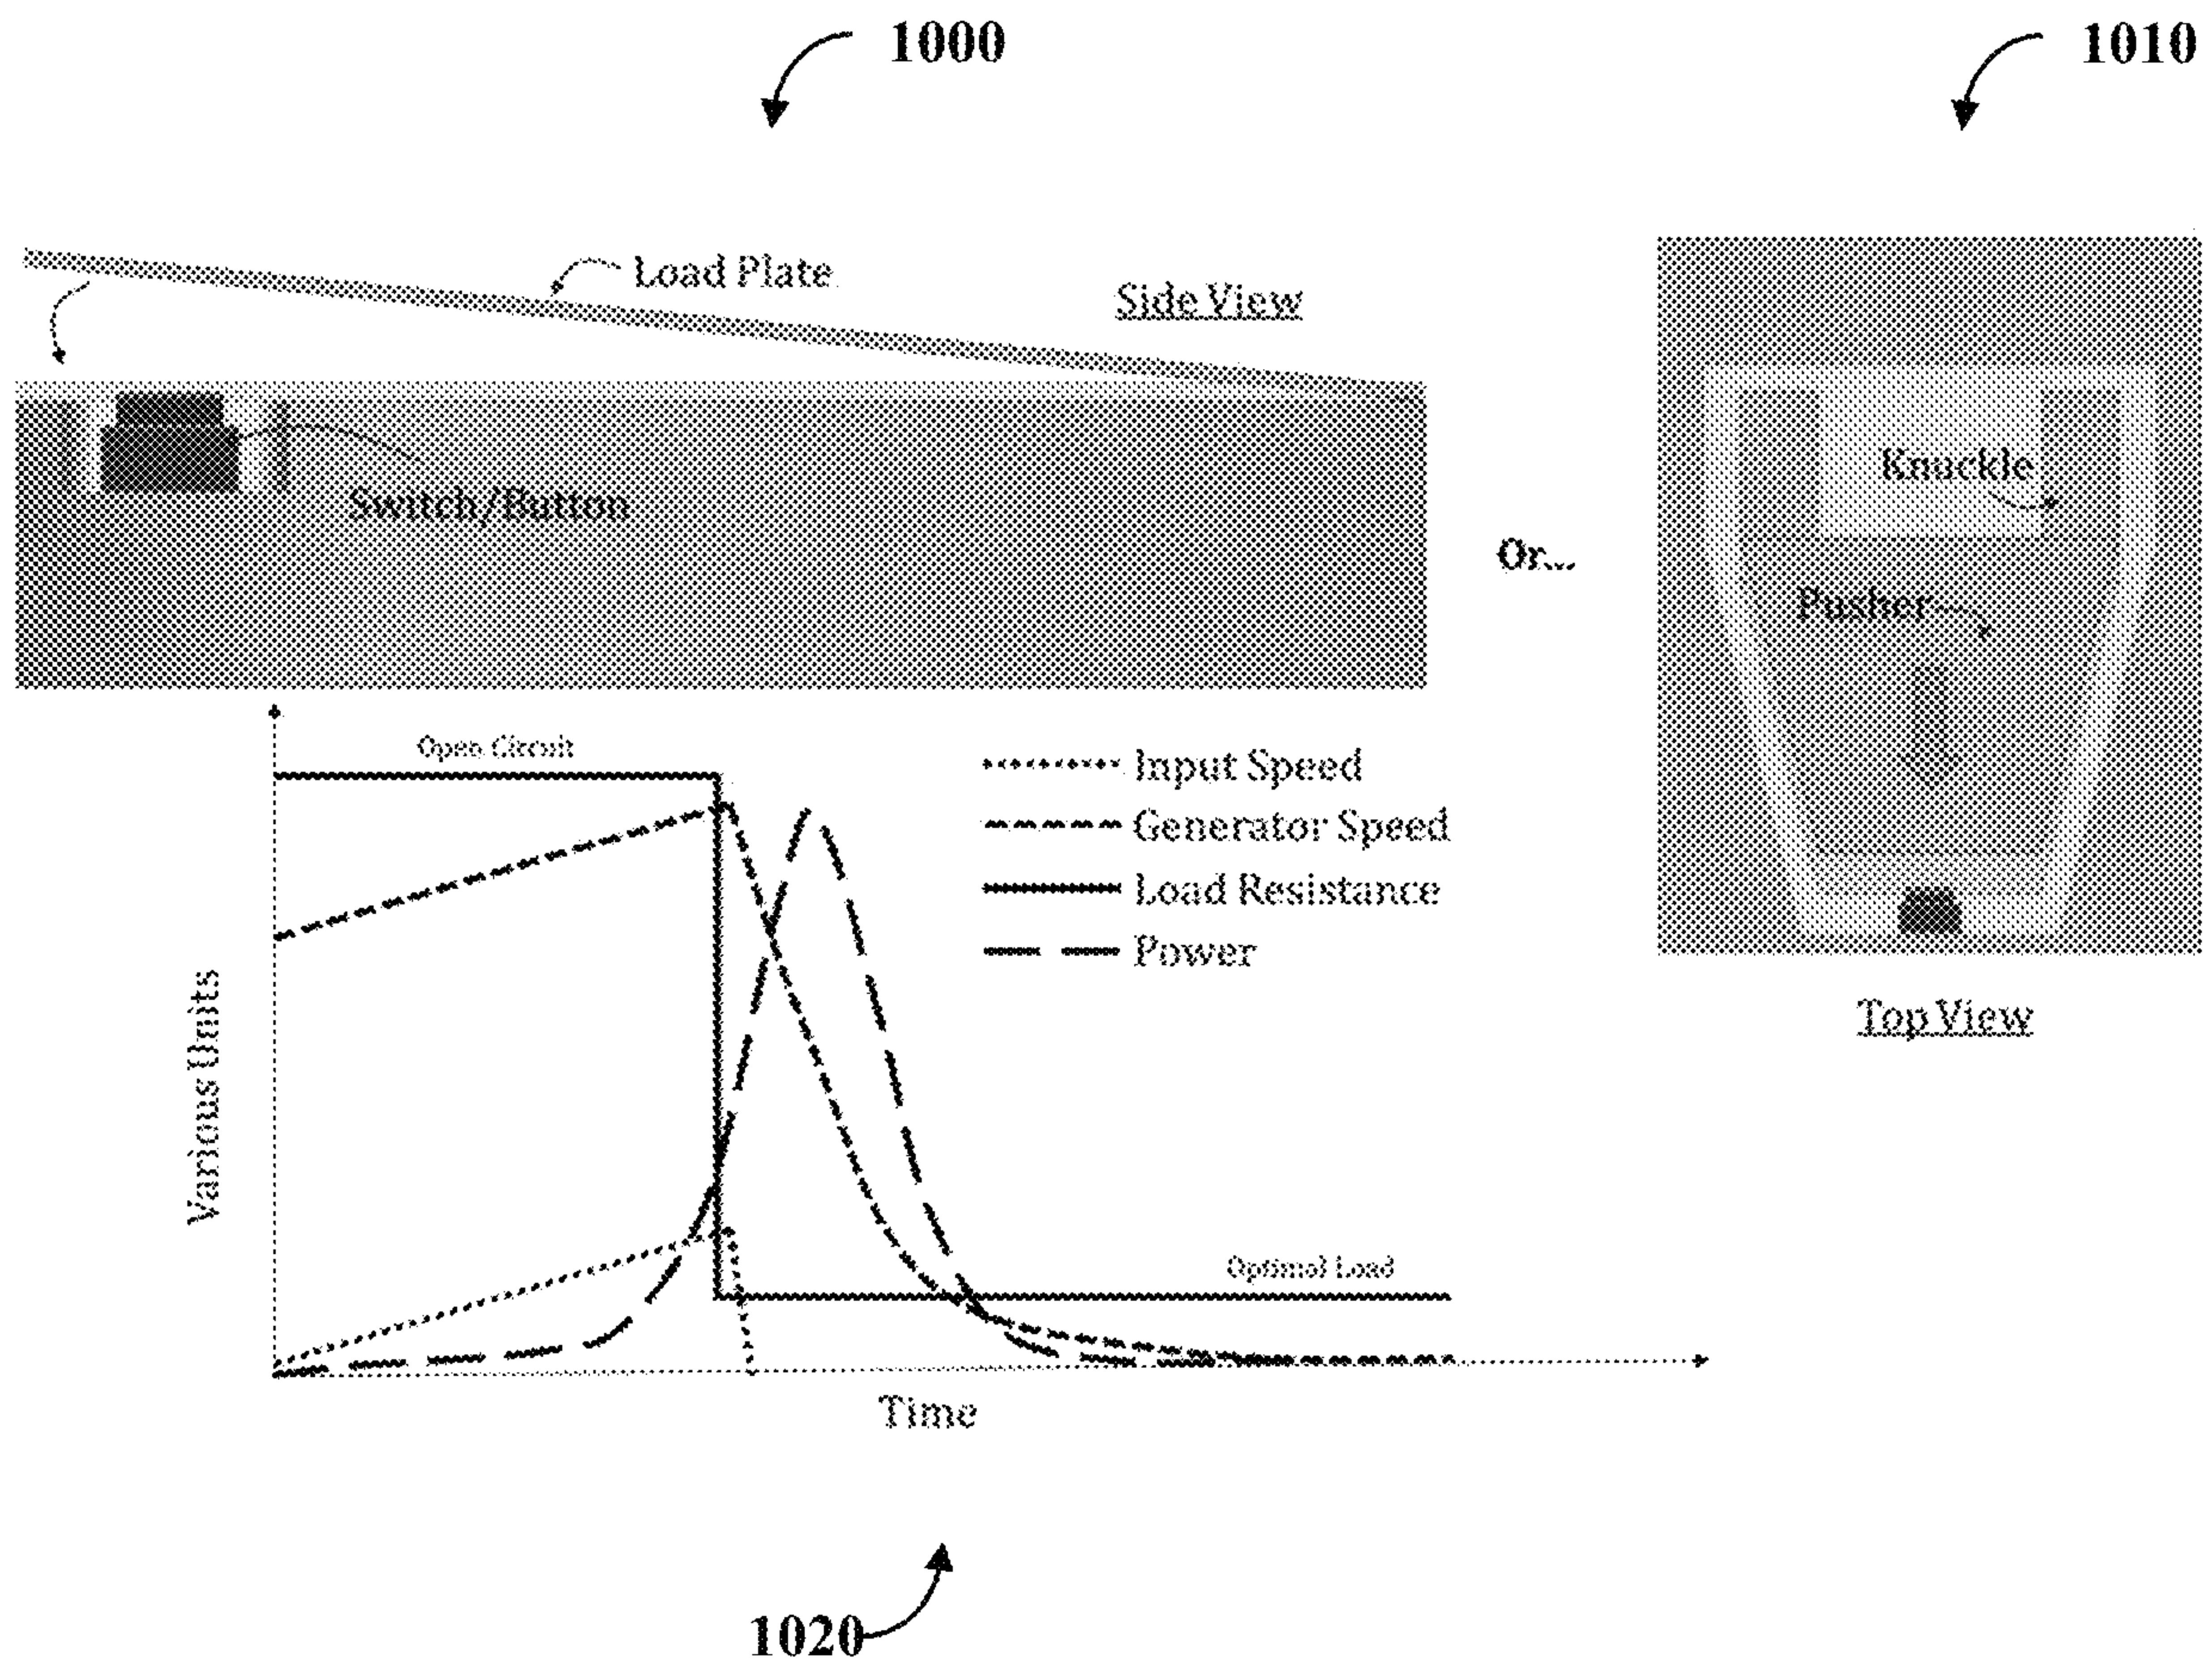 1000
1010
Load Plate
Side View
Switch/Button
Or...
Knuckle
Pusher
Top View
Open Circuit
Input Speed
Generator Speed
Load Resistance
Power
Various Units
Optimal Load
Time
1020